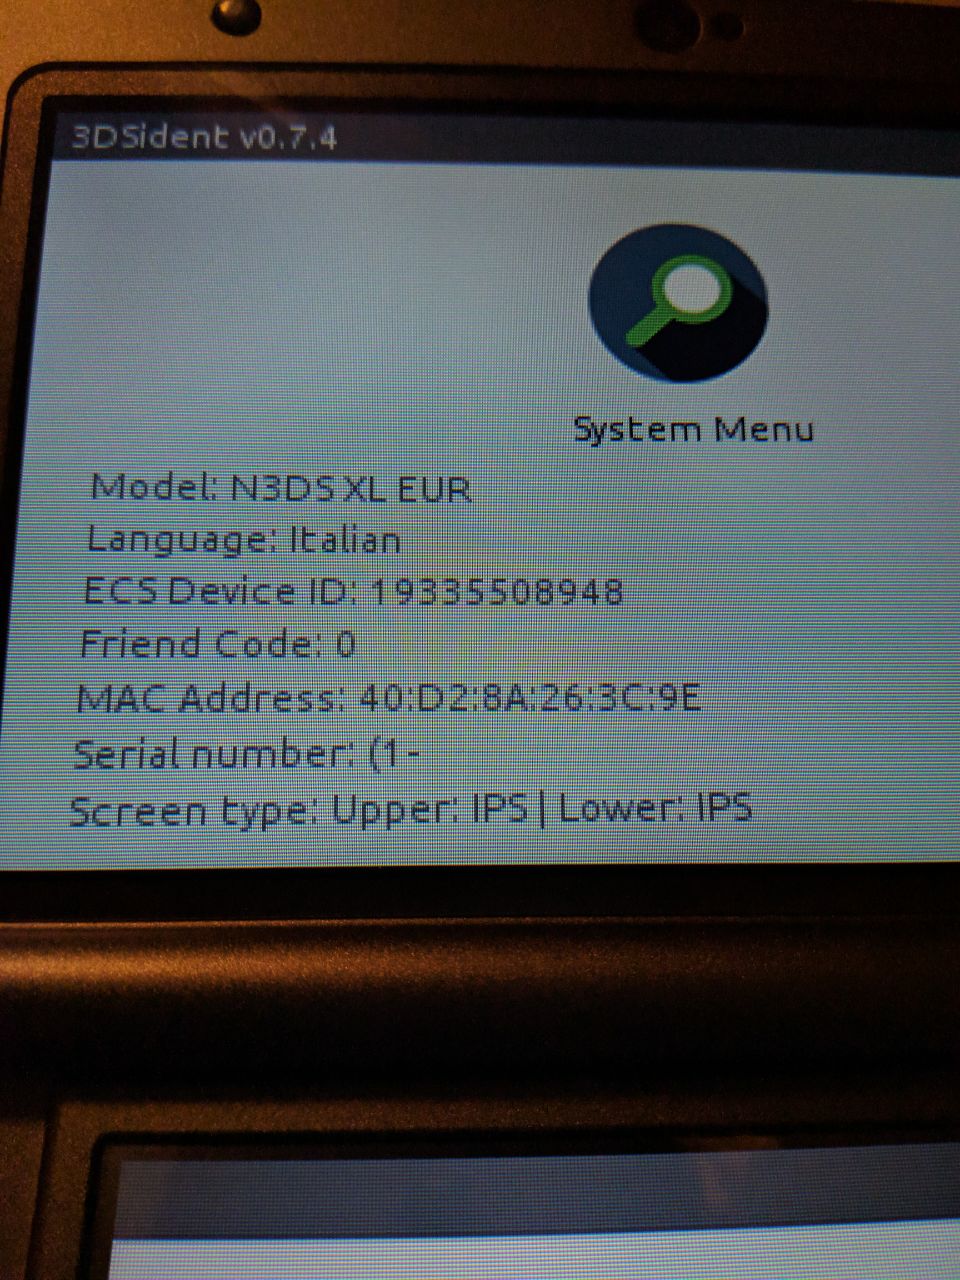 3DSident v0.7.4
System Menu
Model: N3DS XL EUR
Language: Italian
ECS Device ID: 19335508948
Friend Code: 0
MAC Address: 40:D2:8A:26:3C:9E
Serial number: (1 -
Screen type: Upper: IPS | Lower: IPS